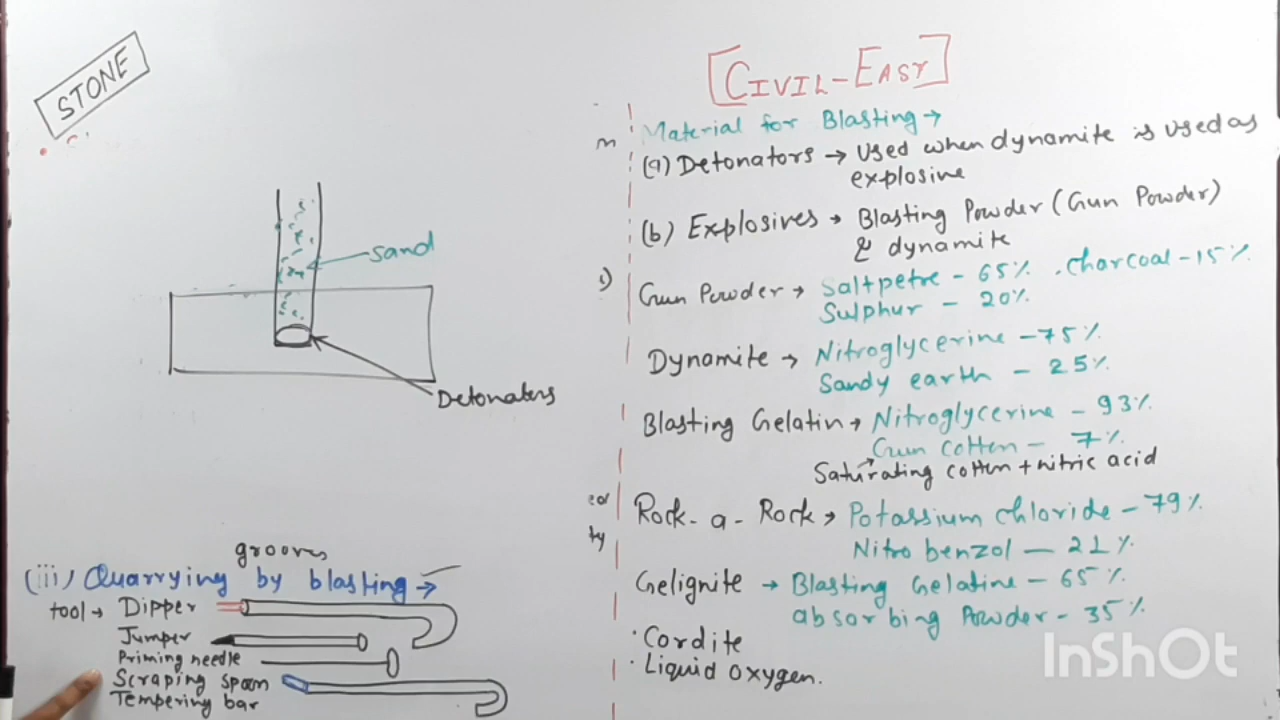 STONE
Sand
Detonaters
grooves
(iii) Quarrying by blasting →
tool → Dipper
Jumper
Priming needle
Scraping spoon
Tempering bar
[CIVIL-EASY]
Material for Blasting →
(a) Detonators → Used when dynamite is used as
explosive
(b) Explosives → Blasting Powder (Gun Powder)
& dynamite
Gun Powder → Saltpetre - 65% . Charcoal - 15%
Sulphur - 20%
Dynamite → Nitroglycerine - 75%
Sandy earth - 25%
Blasting Gelatin → Nitroglycerine - 93%
Gun cotten - 7%
Saturating cotten + nitric acid
Rock-a-Rock → Potassium chloride - 79%
Nitro benzol - 21%
Gelignite → Blasting Gelatine - 65%
absorbing Powder - 35%
· Cordite
· Liquid oxygen.
InShOt